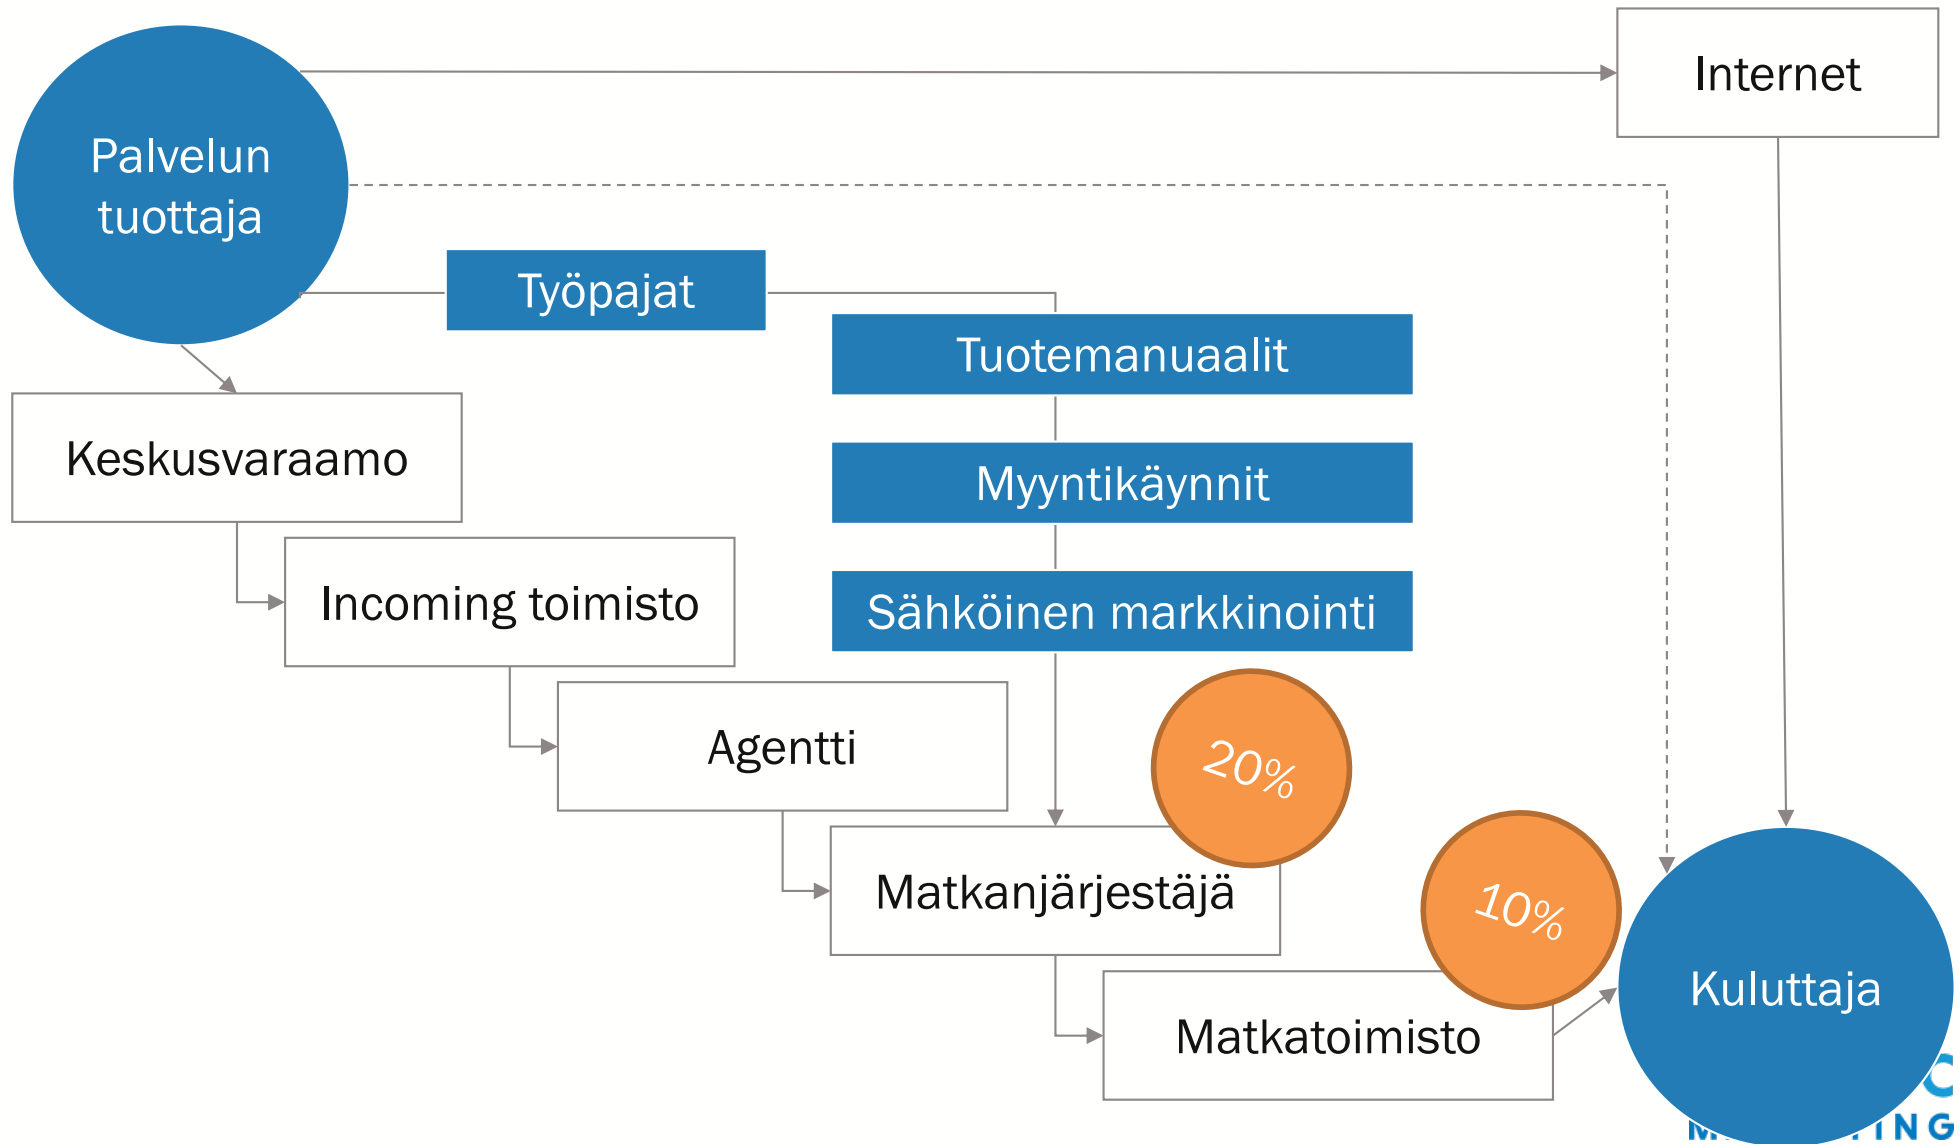 Internet
Palvelun
tuottaja
Työpajat
Tuotemanuaalit
Keskusvaraamo
Myyntikäynnit
Incoming toimisto
Sähköinen markkinointi
Agentti
20%
Matkanjärjestäjä
10%
Kuluttaja
Matkatoimisto